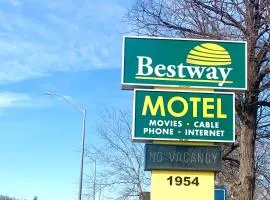 Bestway
MOTEL
MOVIES • CABLE
PHONE • INTERNET
NO VACANCY
1954